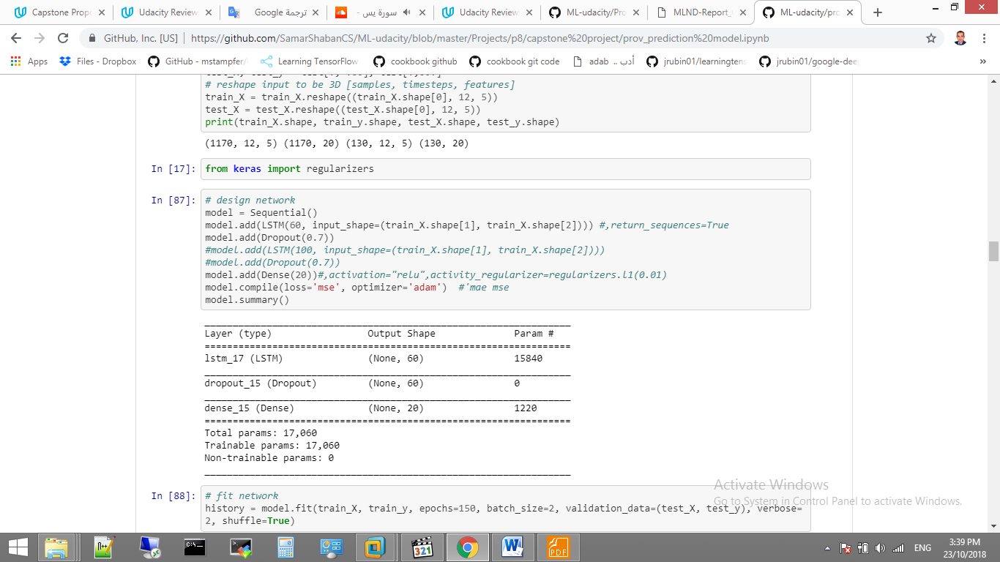 Capstone Propo
Udacity Review
ترجمة Google
سورة يس -
Udacity Review
ML-udacity/Pro
MLND-Report_
ML-udacity/pro
GitHub, Inc. [US] | https://github.com/SamarShabanCS/ML-udacity/blob/master/Projects/p8/capstone%20project/prov_prediction%20model.ipynb
Apps
Files - Dropbox
GitHub - mstampfer/
Learning TensorFlow
cookbook github
cookbook git code
adab .. أدب
jrubin01/learningtens
jrubin01/google-dee
»
# reshape input to be 3D [samples, timesteps, features]
train_X = train_X.reshape((train_X.shape[0], 12, 5))
test_X = test_X.reshape((test_X.shape[0], 12, 5))
print(train_X.shape, train_y.shape, test_X.shape, test_y.shape)
(1170, 12, 5) (1170, 20) (130, 12, 5) (130, 20)
In [17]: from keras import regularizers
In [87]: # design network
model = Sequential()
model.add(LSTM(60, input_shape=(train_X.shape[1], train_X.shape[2]))) #,return_sequences=True
model.add(Dropout(0.7))
#model.add(LSTM(100, input_shape=(train_X.shape[1], train_X.shape[2])))
#model.add(Dropout(0.7))
model.add(Dense(20))#,activation="relu",activity_regularizer=regularizers.l1(0.01)
model.compile(loss='mse', optimizer='adam')  #'mae mse
model.summary()
_________________________________________________________________
Layer (type) Output Shape Param #
=================================================================
lstm_17 (LSTM) (None, 60) 15840
_________________________________________________________________
dropout_15 (Dropout) (None, 60) 0
_________________________________________________________________
dense_15 (Dense) (None, 20) 1220
=================================================================
Total params: 17,060
Trainable params: 17,060
Non-trainable params: 0
_________________________________________________________________
Activate Windows
Go to System in Control Panel to activate Windows.
In [88]: # fit network
history = model.fit(train_X, train_y, epochs=150, batch_size=2, validation_data=(test_X, test_y), verbose=
2, shuffle=True)
N++
C:\_
321
W
PDF
ENG
3:39 PM
23/10/2018